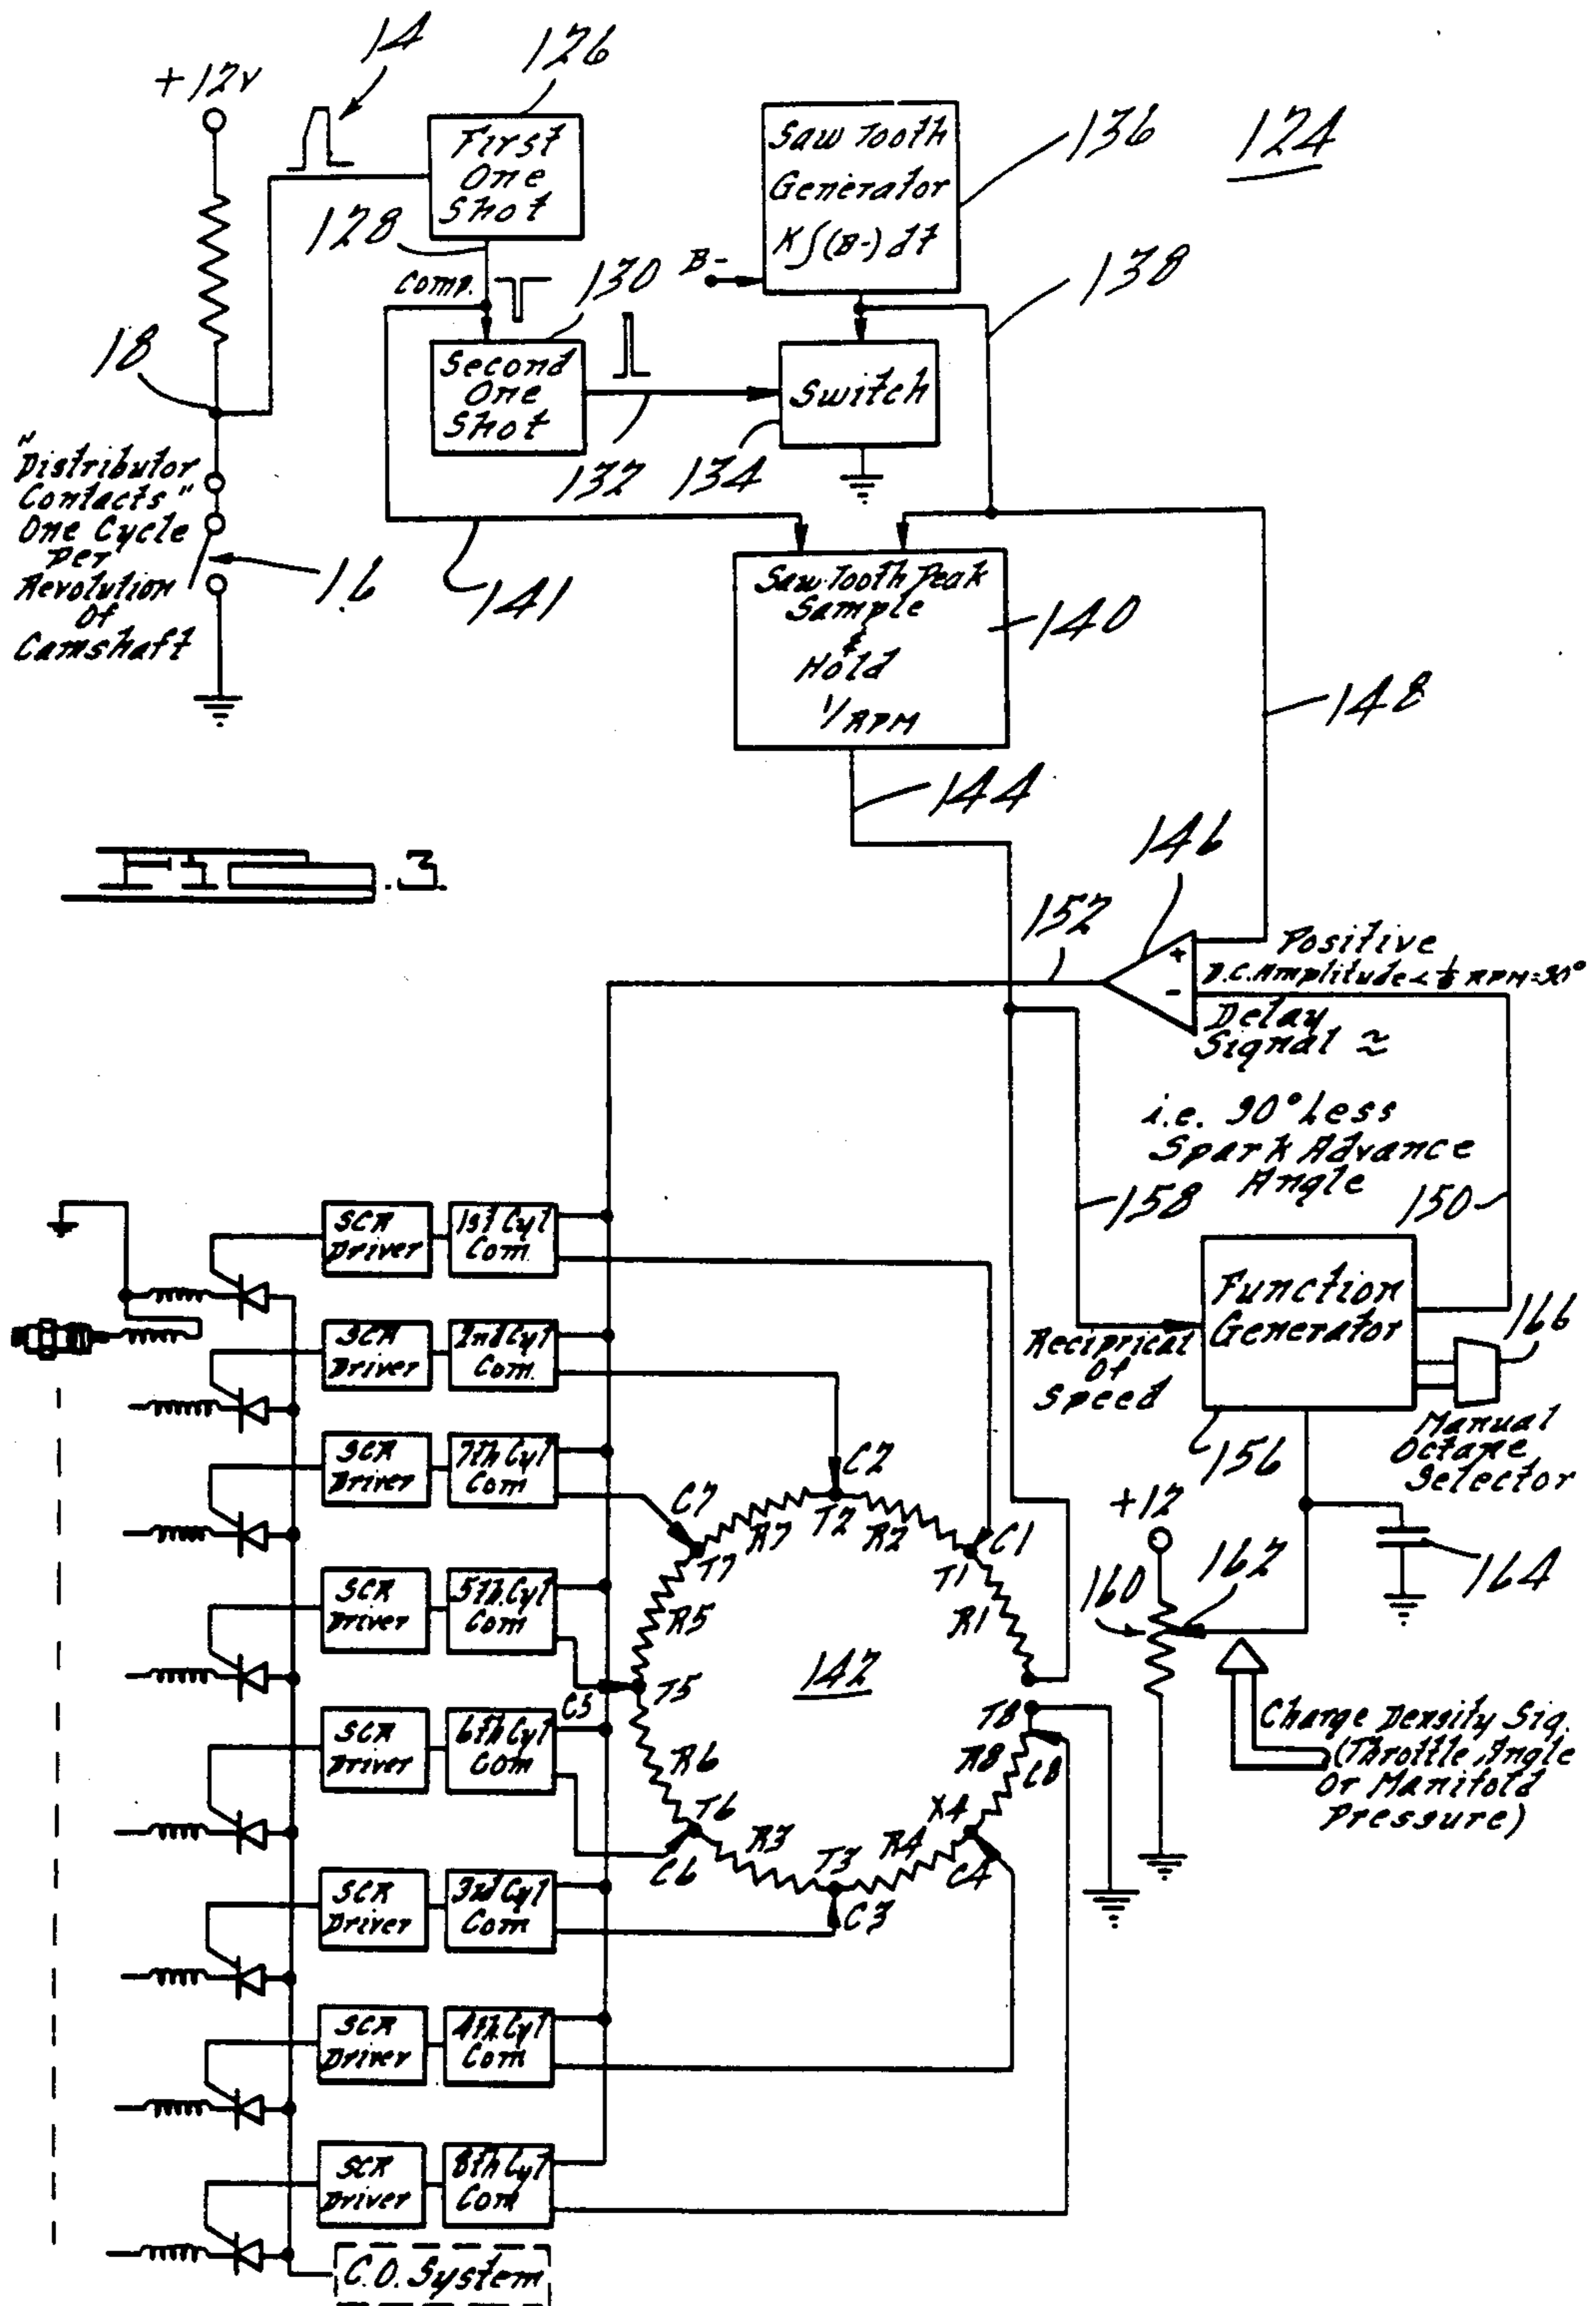 14
126
+12v
First
One
Shot
Saw Tooth
Generator
K∫(B-)dt
136
124
128
Comp.
130
B-
138
18
Second
One
Shot
Switch
132
134
"Distributor
Contacts"
One Cycle
Per
Revolution
Of
Camshaft
16
141
Saw Tooth Peak
Sample
&
Hold
1/RPM
140
148
144
FIG. 3.
146
152
+
-
Positive
D.C. Amplitude < 1/8 RPM=90°
Delay
Signal ≈
i.e. 90° Less
Spark Advance
Angle
158
150
SCR
Driver
1st Cyl
Com.
Function
Generator
166
SCR
Driver
2nd Cyl
Com.
Reciprical
Of
Speed
156
Manual
Octane
Selector
SCR
Driver
7th Cyl
Com
C7
C2
+12
R7
T2
R2
C1
T7
T1
160
162
164
SCR
Driver
5th Cyl
Com
R5
R1
142
C5
T5
T8
Charge Density Sig.
(Throttle Angle
Or Manifold
Pressure)
SCR
Driver
6th Cyl
Com
R6
R8
C8
T6
X4
R3
T3
R4
C4
C6
SCR
Driver
3rd Cyl
Com
C3
SCR
Driver
4th Cyl
Com
SCR
Driver
8th Cyl
Com
C.D. System